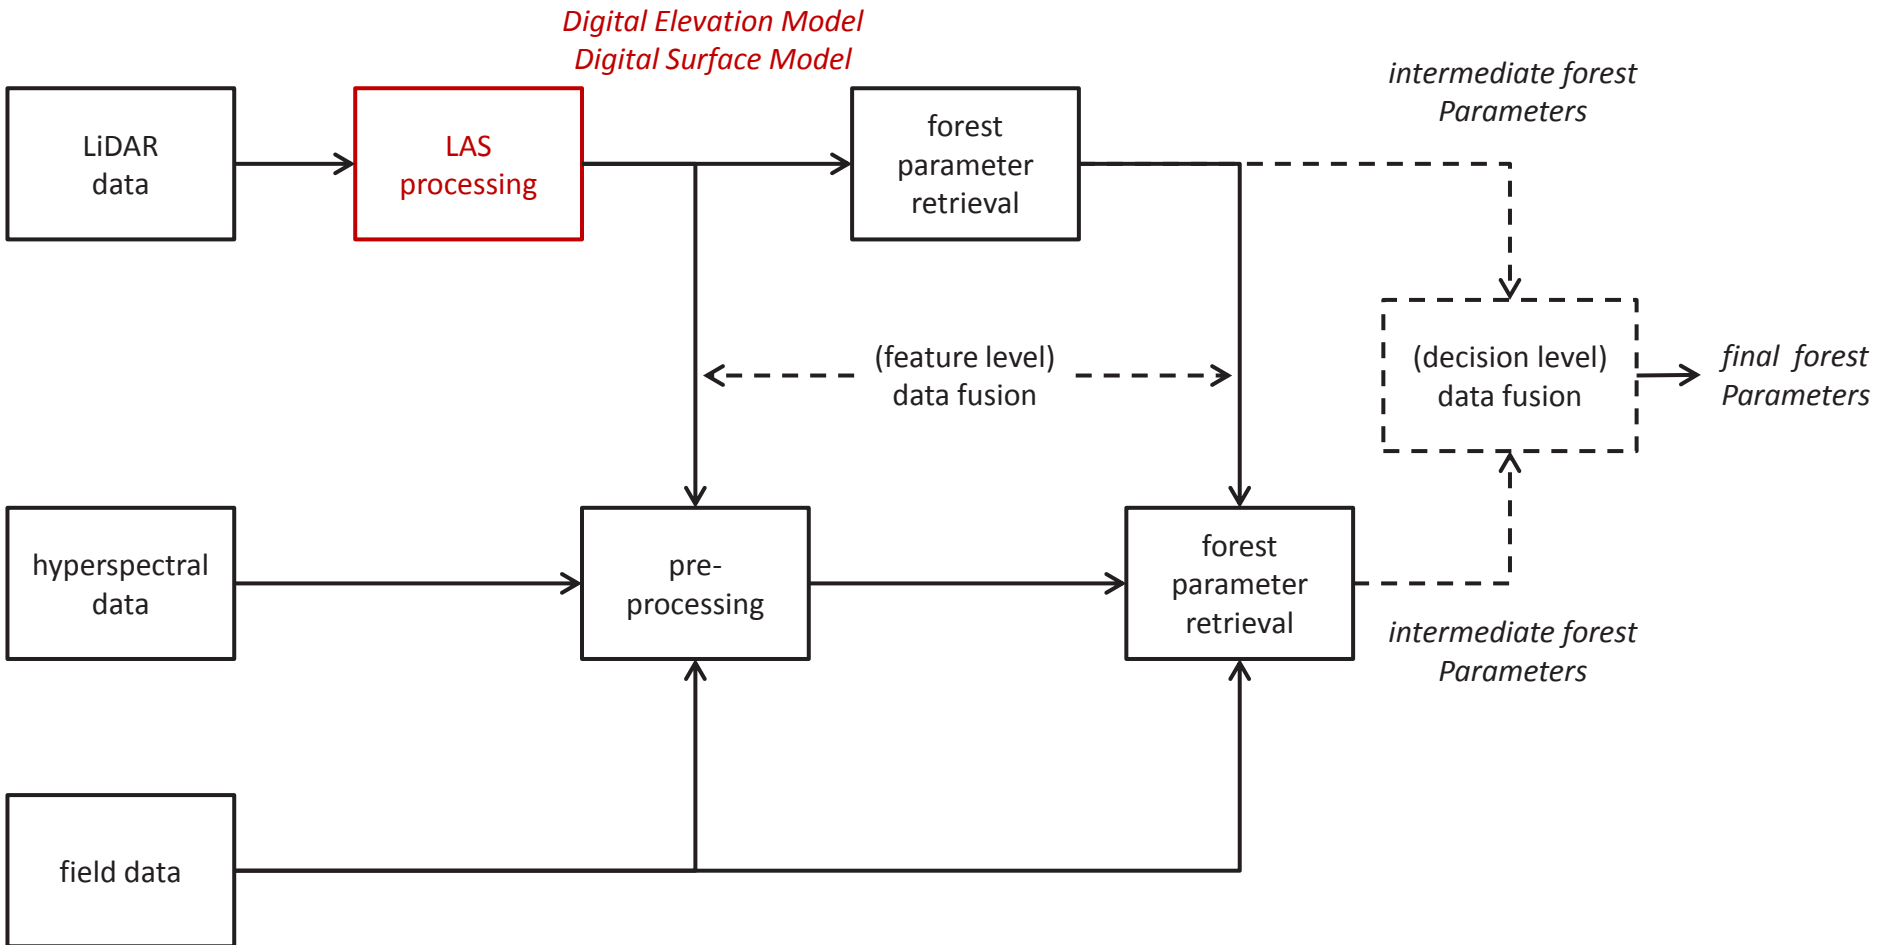 Digital Elevation Model
Digital Surface Model
intermediate forest
Parameters
LiDAR
data
LAS
processing
forest
parameter
retrieval
(feature level)
data fusion
(decision level)
data fusion
final forest
Parameters
hyperspectral
data
pre-
processing
forest
parameter
retrieval
intermediate forest
Parameters
field data